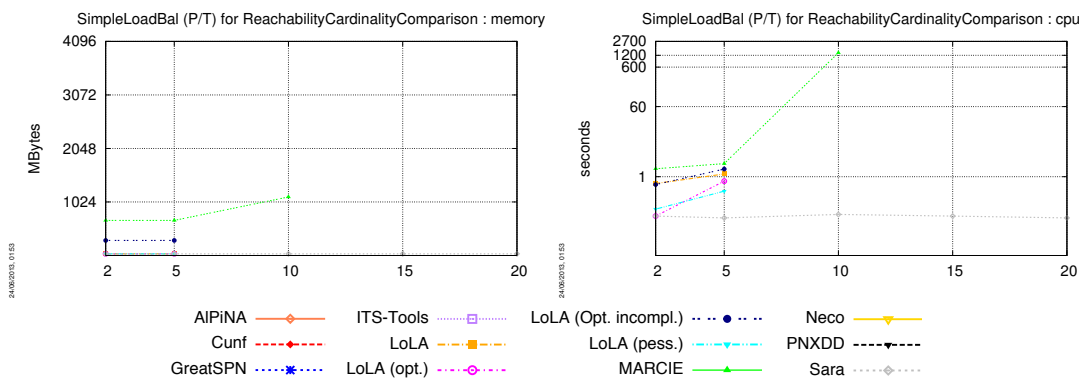 SimpleLoadBal (P/T) for ReachabilityCardinalityComparison : memory
4096
3072
2048
1024
MBytes
2 5 10 15 20
24/06/2013, 01:53
SimpleLoadBal (P/T) for ReachabilityCardinalityComparison : cpu
2700
1200
600
60
1
seconds
2 5 10 15 20
24/06/2013, 01:53
AlPiNA ITS-Tools LoLA (Opt. incompl.) Neco
Cunf LoLA LoLA (pess.) PNXDD
GreatSPN LoLA (opt.) MARCIE Sara